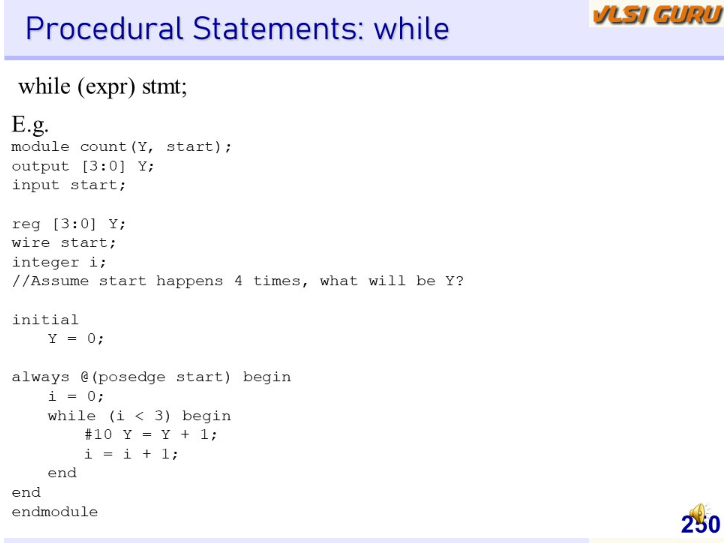 Procedural Statements: while
VLSI GURU
while (expr) stmt;
E.g.
module count(Y, start);
output [3:0] Y;
input start;
reg [3:0] Y;
wire start;
integer i;
//Assume start happens 4 times, what will be Y?
initial
Y = 0;
always @(posedge start) begin
i = 0;
while (i < 3) begin
#10 Y = Y + 1;
i = i + 1;
end
end
endmodule
250